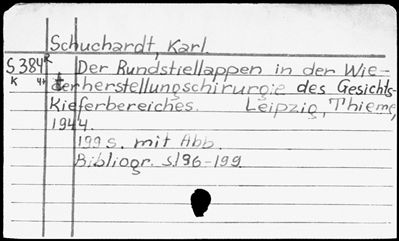 Schuchardt, Karl.
S 384 R Der Rundstiellappen in der Wie-
K 4* derherstellungschirurgie des Gesichts-
Kieferbereiches. Leipzig, Thieme,
1944.
199 s. mit Abb.
Bibliogr. s.196-199.